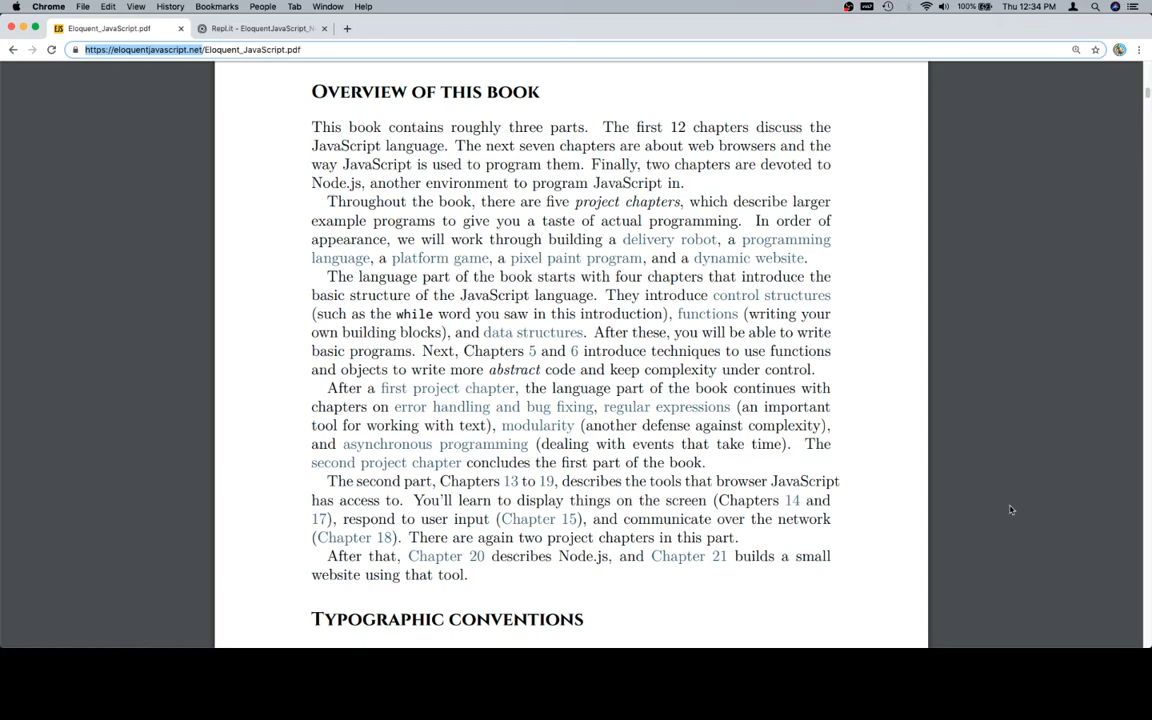 Chrome File Edit View History Bookmarks People Tab Window Help 100% Thu 12:34 PM
Eloquent_JavaScript.pdf Repl.it - EloquentJavaScript_N
https://eloquentjavascript.net/Eloquent_JavaScript.pdf
Overview of this book
This book contains roughly three parts. The first 12 chapters discuss the
JavaScript language. The next seven chapters are about web browsers and the
way JavaScript is used to program them. Finally, two chapters are devoted to
Node.js, another environment to program JavaScript in.
Throughout the book, there are five project chapters, which describe larger
example programs to give you a taste of actual programming. In order of
appearance, we will work through building a delivery robot, a programming
language, a platform game, a pixel paint program, and a dynamic website.
The language part of the book starts with four chapters that introduce the
basic structure of the JavaScript language. They introduce control structures
(such as the while word you saw in this introduction), functions (writing your
own building blocks), and data structures. After these, you will be able to write
basic programs. Next, Chapters 5 and 6 introduce techniques to use functions
and objects to write more abstract code and keep complexity under control.
After a first project chapter, the language part of the book continues with
chapters on error handling and bug fixing, regular expressions (an important
tool for working with text), modularity (another defense against complexity),
and asynchronous programming (dealing with events that take time). The
second project chapter concludes the first part of the book.
The second part, Chapters 13 to 19, describes the tools that browser JavaScript
has access to. You'll learn to display things on the screen (Chapters 14 and
17), respond to user input (Chapter 15), and communicate over the network
(Chapter 18). There are again two project chapters in this part.
After that, Chapter 20 describes Node.js, and Chapter 21 builds a small
website using that tool.
Typographic conventions